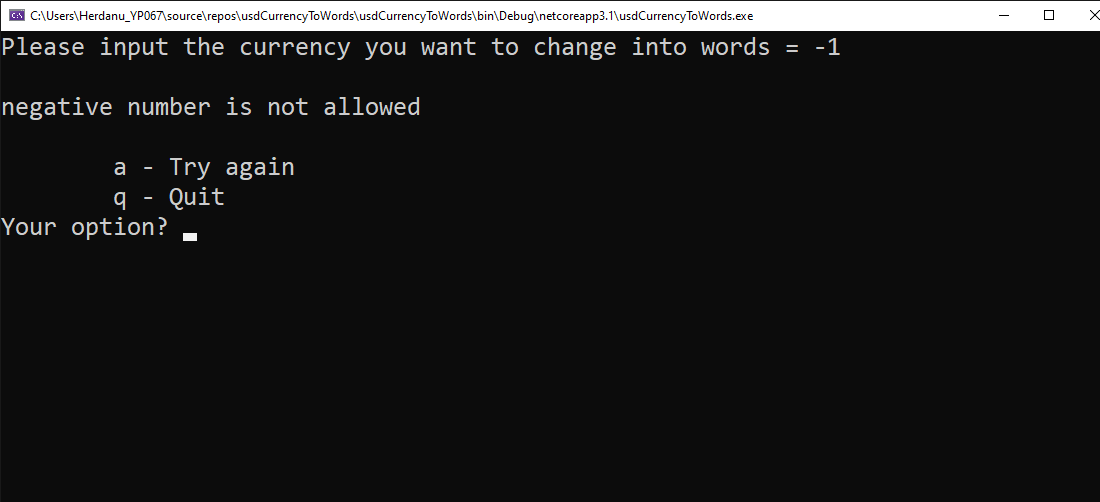 C:\Users\Herdanu_YP067\source\repos\usdCurrencyToWords\usdCurrencyToWords\bin\Debug\netcoreapp3.1\usdCurrencyToWords.exe
Please input the currency you want to change into words = -1
negative number is not allowed
a - Try again
q - Quit
Your option?